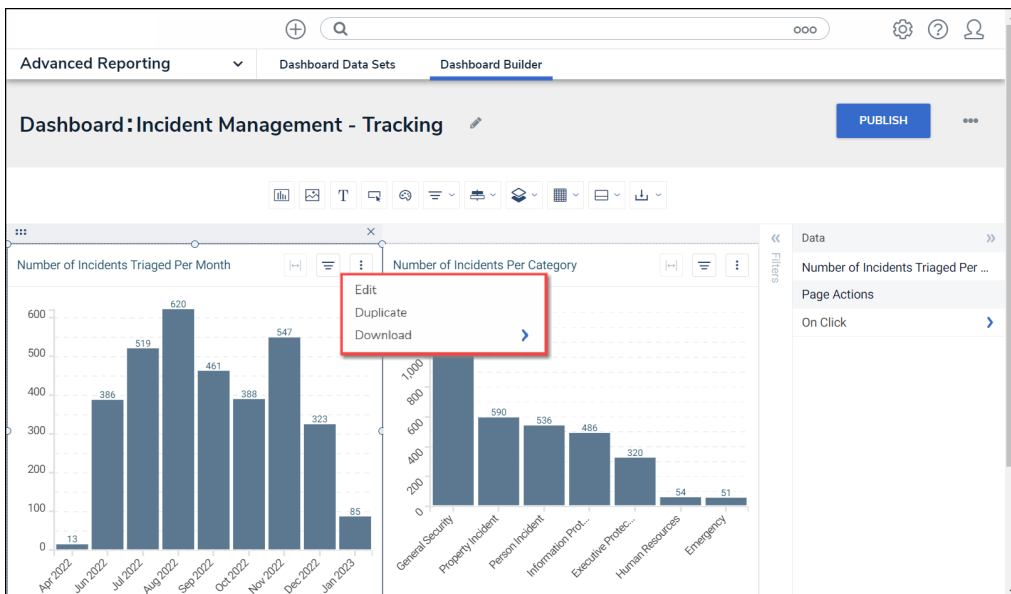 Advanced Reporting
Dashboard Data Sets
Dashboard Builder
Dashboard:Incident Management - Tracking
PUBLISH
T
Number of Incidents Triaged Per Month
Number of Incidents Per Category
Edit
Duplicate
Download
600
500
400
300
200
100
0
13
386
519
620
461
388
547
323
85
Apr 2022
Jun 2022
Jul 2022
Aug 2022
Sep 2022
Oct 2022
Nov 2022
Dec 2022
Jan 2023
1,000
800
600
400
200
0
590
536
486
320
54
51
General Security
Property Incident
Person Incident
Information Prot...
Executive Protec...
Human Resources
Emergency
Filters
Data
Number of Incidents Triaged Per ...
Page Actions
On Click